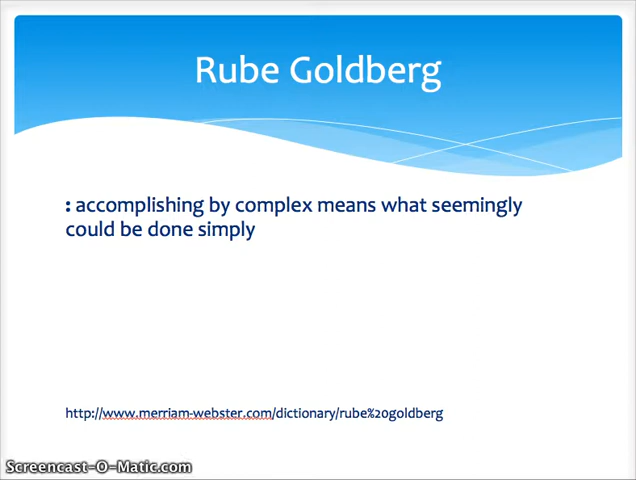 Rube Goldberg
: accomplishing by complex means what seemingly
could be done simply
http://www.merriam-webster.com/dictionary/rube%20goldberg
Screencast-O-Matic.com